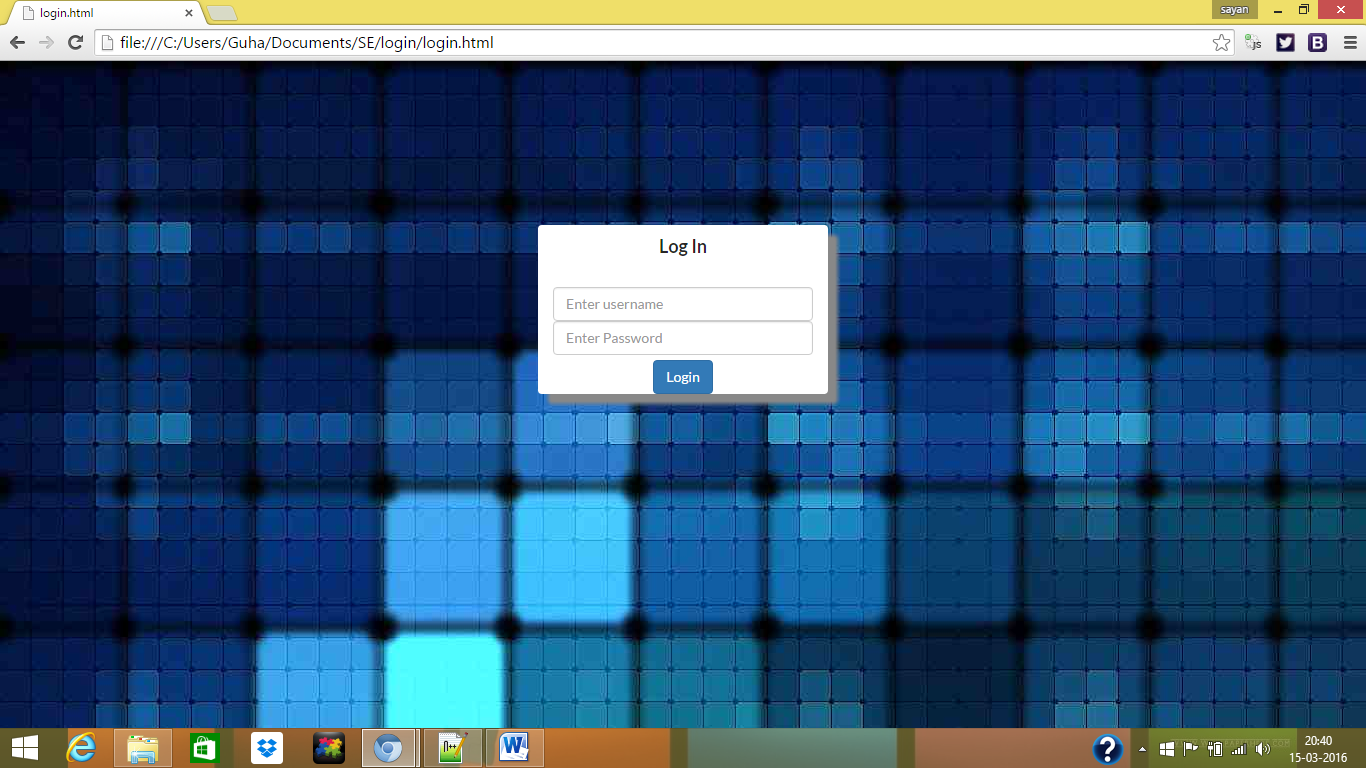 login.html
sayan
file:///C:/Users/Guha/Documents/SE/login/login.html
JS
B
Log In
Enter username
Enter Password
Login
N++
W
?
20:40
15-03-2016